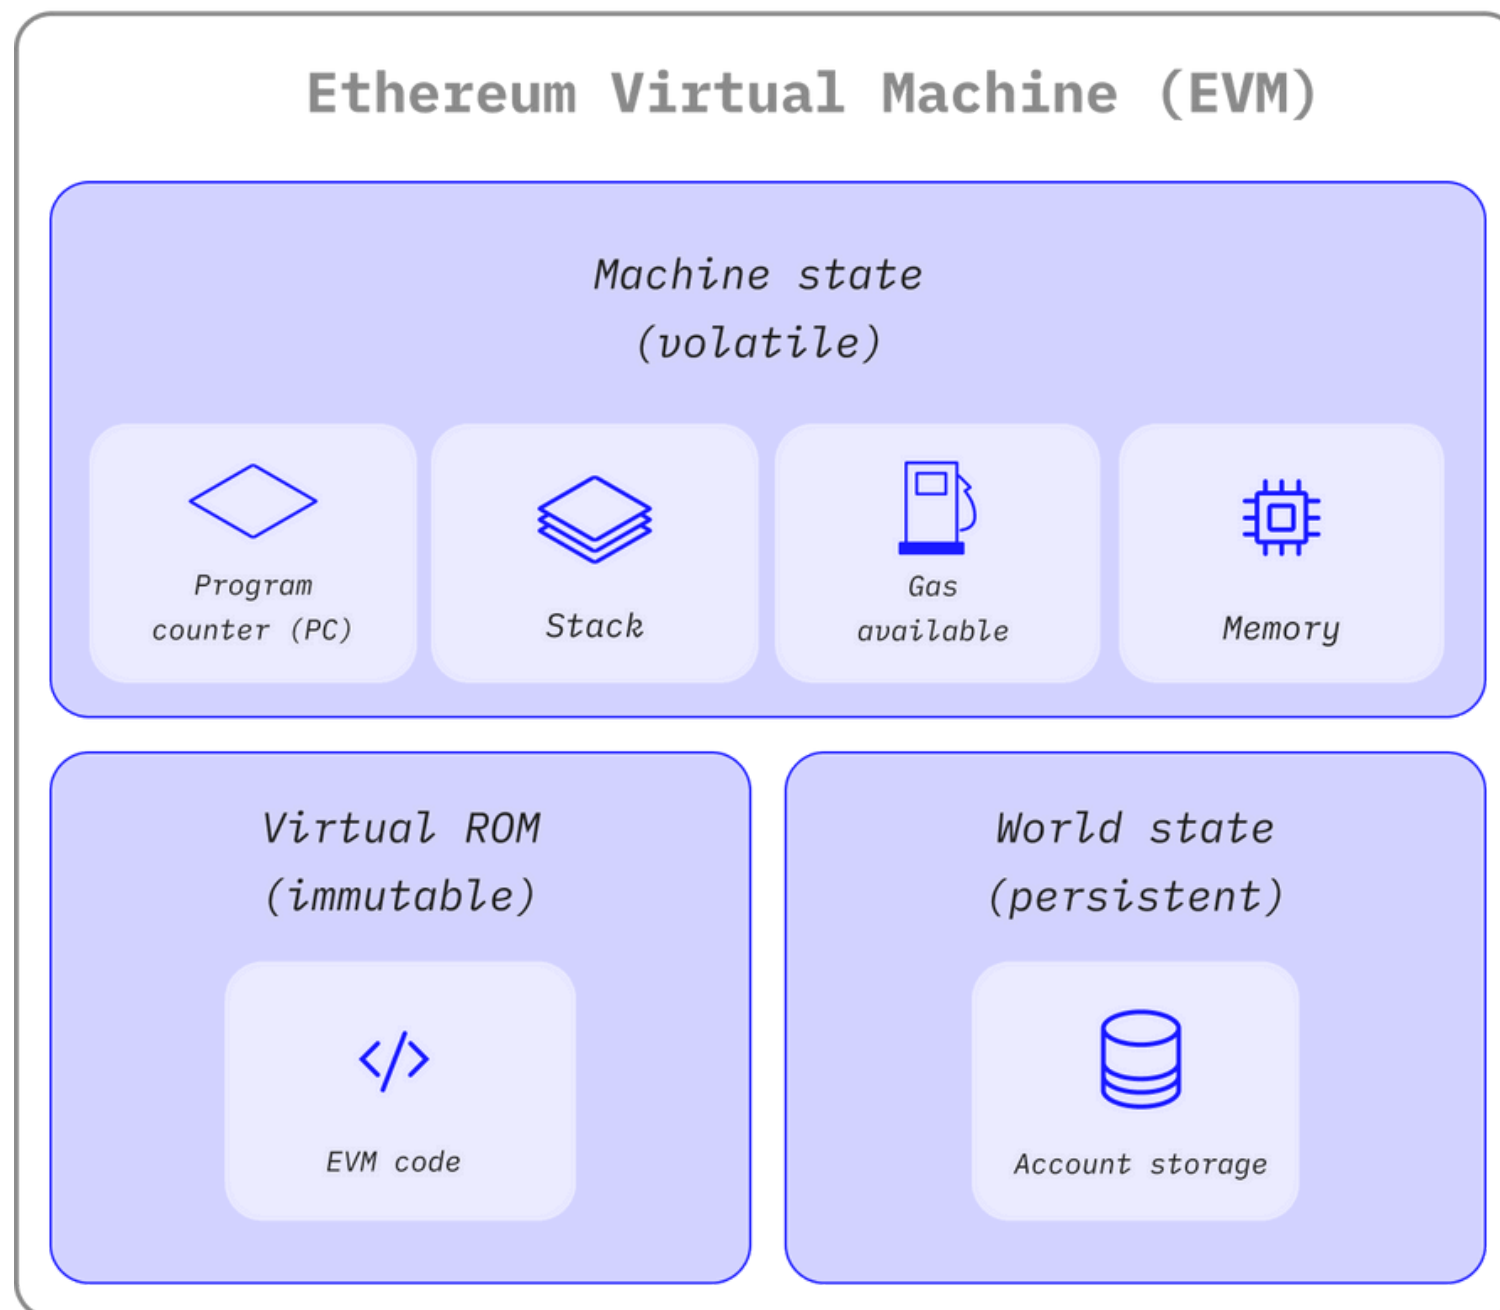 Ethereum Virtual Machine (EVM)
Machine state
(volatile)
Program
counter (PC)
Stack
Gas
available
Memory
Virtual ROM
(immutable)
EVM code
World state
(persistent)
Account storage